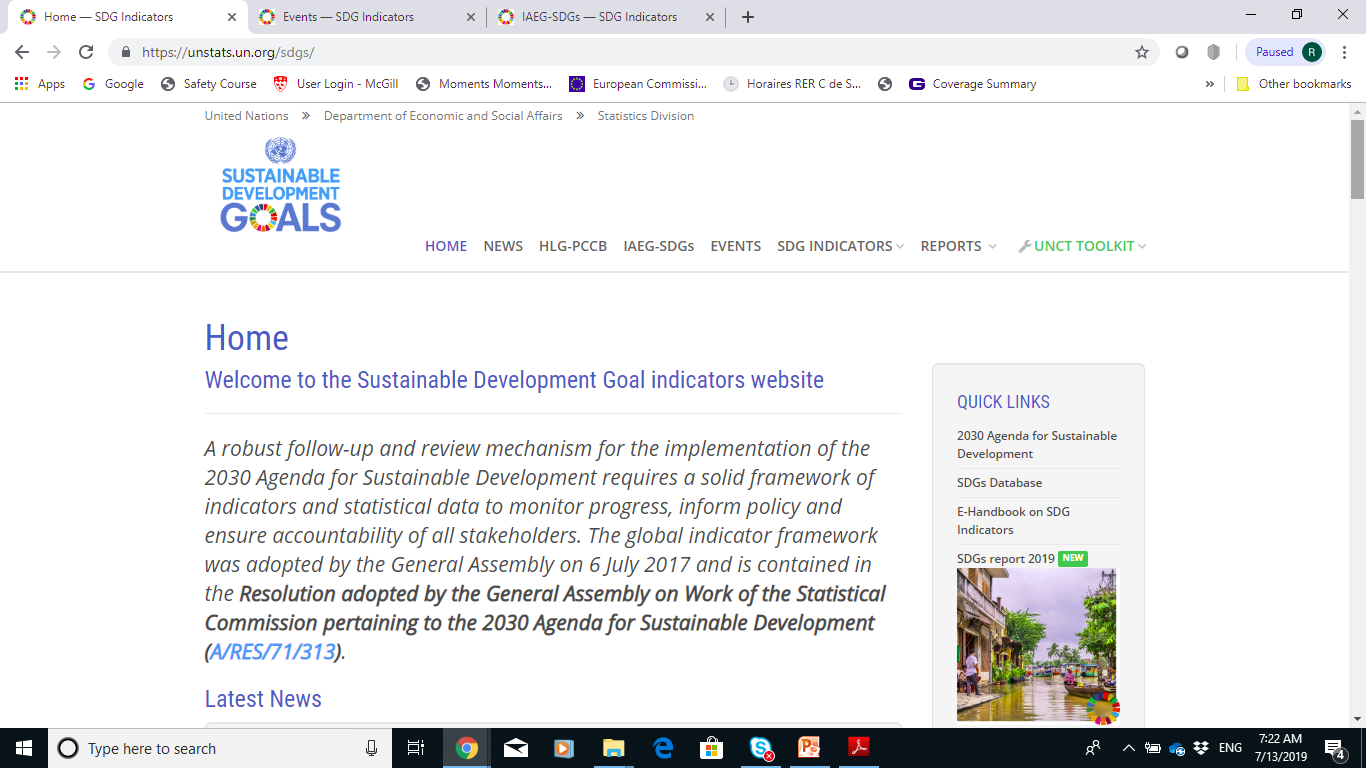 Home — SDG Indicators
Events — SDG Indicators
IAEG-SDGs — SDG Indicators
https://unstats.un.org/sdgs/
Paused R
Apps
Google
Safety Course
User Login - McGill
Moments Moments...
European Commissi...
Horaires RER C de S...
Coverage Summary
»
Other bookmarks
United Nations » Department of Economic and Social Affairs » Statistics Division
SUSTAINABLE
DEVELOPMENT
GOALS
HOME NEWS HLG-PCCB IAEG-SDGs EVENTS SDG INDICATORS REPORTS UNCT TOOLKIT
Home
Welcome to the Sustainable Development Goal indicators website
A robust follow-up and review mechanism for the implementation of the
2030 Agenda for Sustainable Development requires a solid framework of
indicators and statistical data to monitor progress, inform policy and
ensure accountability of all stakeholders. The global indicator framework
was adopted by the General Assembly on 6 July 2017 and is contained in
the Resolution adopted by the General Assembly on Work of the Statistical
Commission pertaining to the 2030 Agenda for Sustainable Development
(A/RES/71/313).
Latest News
QUICK LINKS
2030 Agenda for Sustainable
Development
SDGs Database
E-Handbook on SDG
Indicators
SDGs report 2019 NEW
Type here to search
ENG
7:22 AM
7/13/2019
4